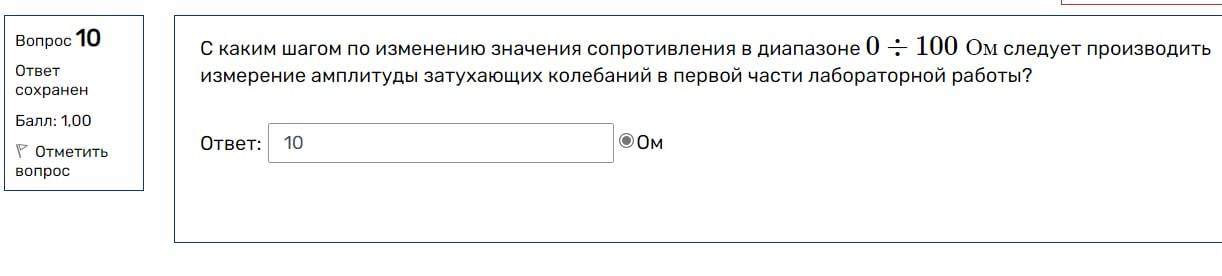 Вопрос 10
Ответ
сохранен
Балл: 1,00
Отметить
вопрос
С каким шагом по изменению значения сопротивления в диапазоне 0 ÷ 100 Ом следует производить
измерение амплитуды затухающих колебаний в первой части лабораторной работы?
Ответ: 10 Ом